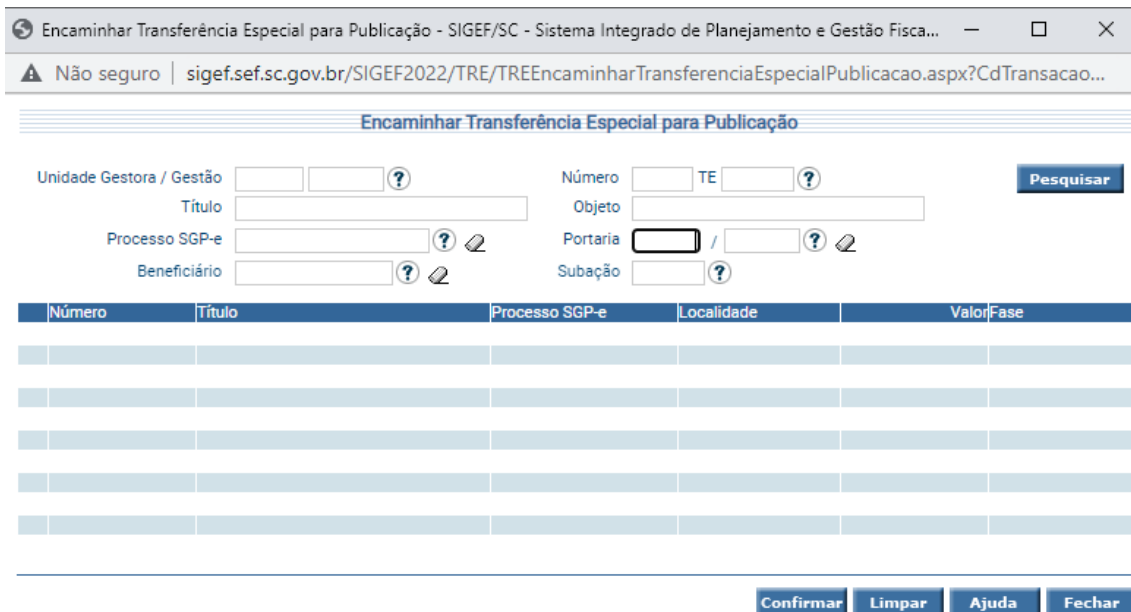 Encaminhar Transferência Especial para Publicação - SIGEF/SC - Sistema Integrado de Planejamento e Gestão Fisca...
Não seguro | sigef.sef.sc.gov.br/SIGEF2022/TRE/TREEncaminharTransferenciaEspecialPublicacao.aspx?CdTransacao...
Encaminhar Transferência Especial para Publicação
Unidade Gestora / Gestão ? Número TE ? Pesquisar
Título Objeto
Processo SGP-e ? Portaria / ?
Beneficiário ? Subação ?
Número Título Processo SGP-e Localidade Valor Fase
Confirmar Limpar Ajuda Fechar